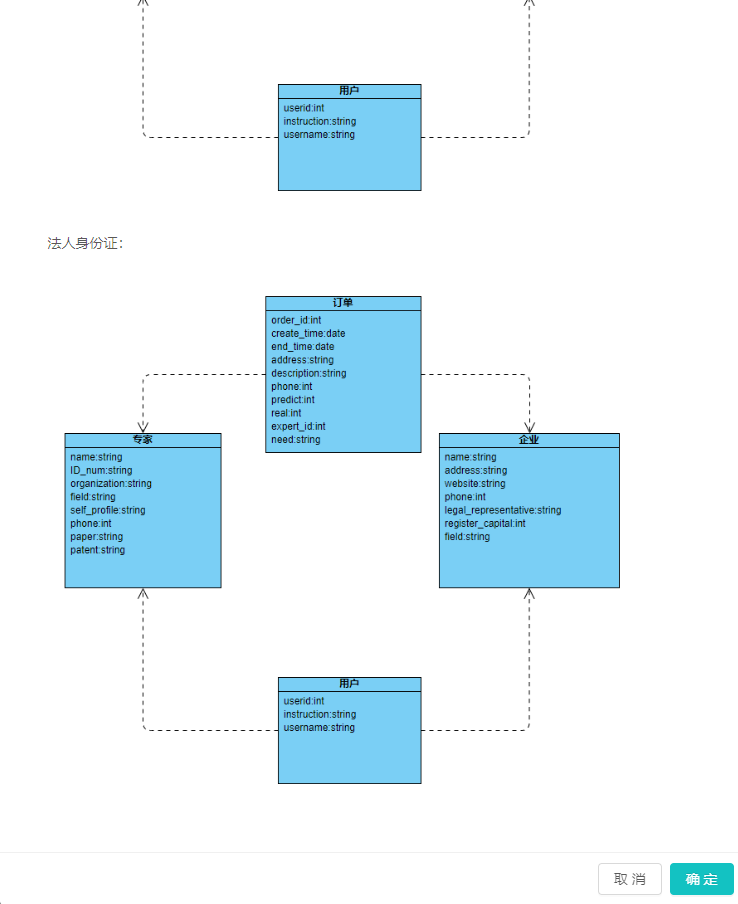 用户
userid:int
instruction:string
username:string
法人身份证:
订单
order_id:int
create_time:date
end_time:date
address:string
description:string
phone:int
predict:int
real:int
expert_id:int
need:string
专家
name:string
ID_num:string
organization:string
field:string
self_profile:string
phone:int
paper:string
patent:string
企业
name:string
address:string
website:string
phone:int
legal_representative:string
register_capital:int
field:string
用户
userid:int
instruction:string
username:string
取消
确定